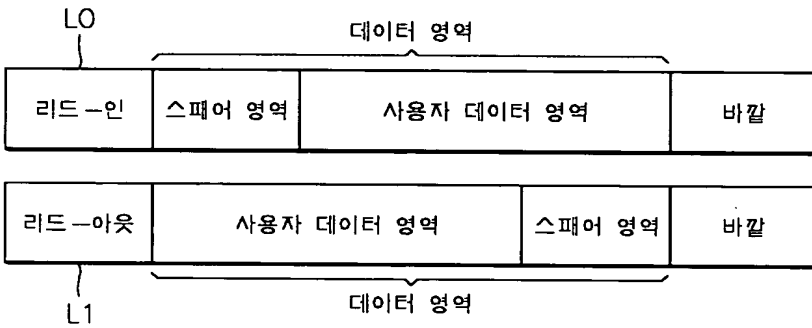 L0
데이터 영역
리드-인
스패어 영역
사용자 데이터 영역
바깥
리드-아웃
사용자 데이터 영역
스패어 영역
바깥
데이터 영역
L1